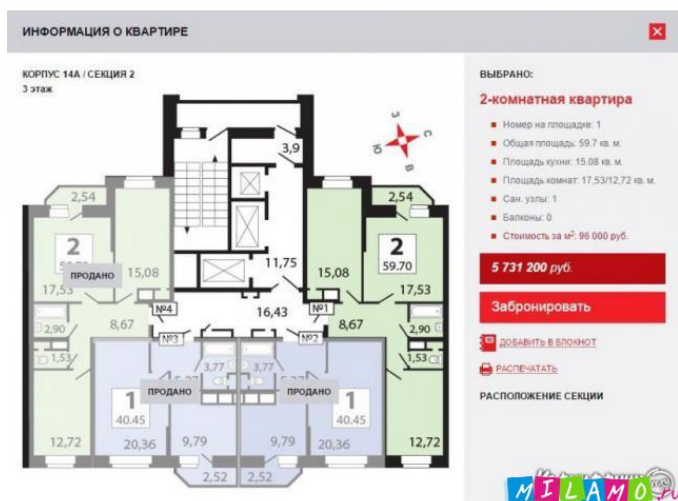 ИНФОРМАЦИЯ О КВАРТИРЕ
КОРПУС 14А / СЕКЦИЯ 2
3 этаж
ВЫБРАНО:
2-комнатная квартира
Номер на площадке: 1
Общая площадь: 59.7 кв. м.
Площадь кухни: 15.08 кв. м.
Площадь комнат: 17,53/12,72 кв. м.
Сан. узлы: 1
Балконы: 0
Стоимость за м²: 96 000 руб.
5 731 200 руб.
Забронировать
ДОБАВИТЬ В БЛОКНОТ
РАСПЕЧАТАТЬ
РАСПОЛОЖЕНИЕ СЕКЦИИ
З
С
Ю
В
3,9
2,54
2,54
2
ПРОДАНО
15,08
17,53
11,75
15,08
2
59.70
17,53
№4
16,43
№1
2,90
8,67
№3
№2
8,67
2,90
1,53
3,77
3,77
1,53
1
ПРОДАНО
ПРОДАНО
1
40.45
40.45
12,72
20,36
9,79
9,79
20,36
12,72
2,52
2,52
MILAMO.ru